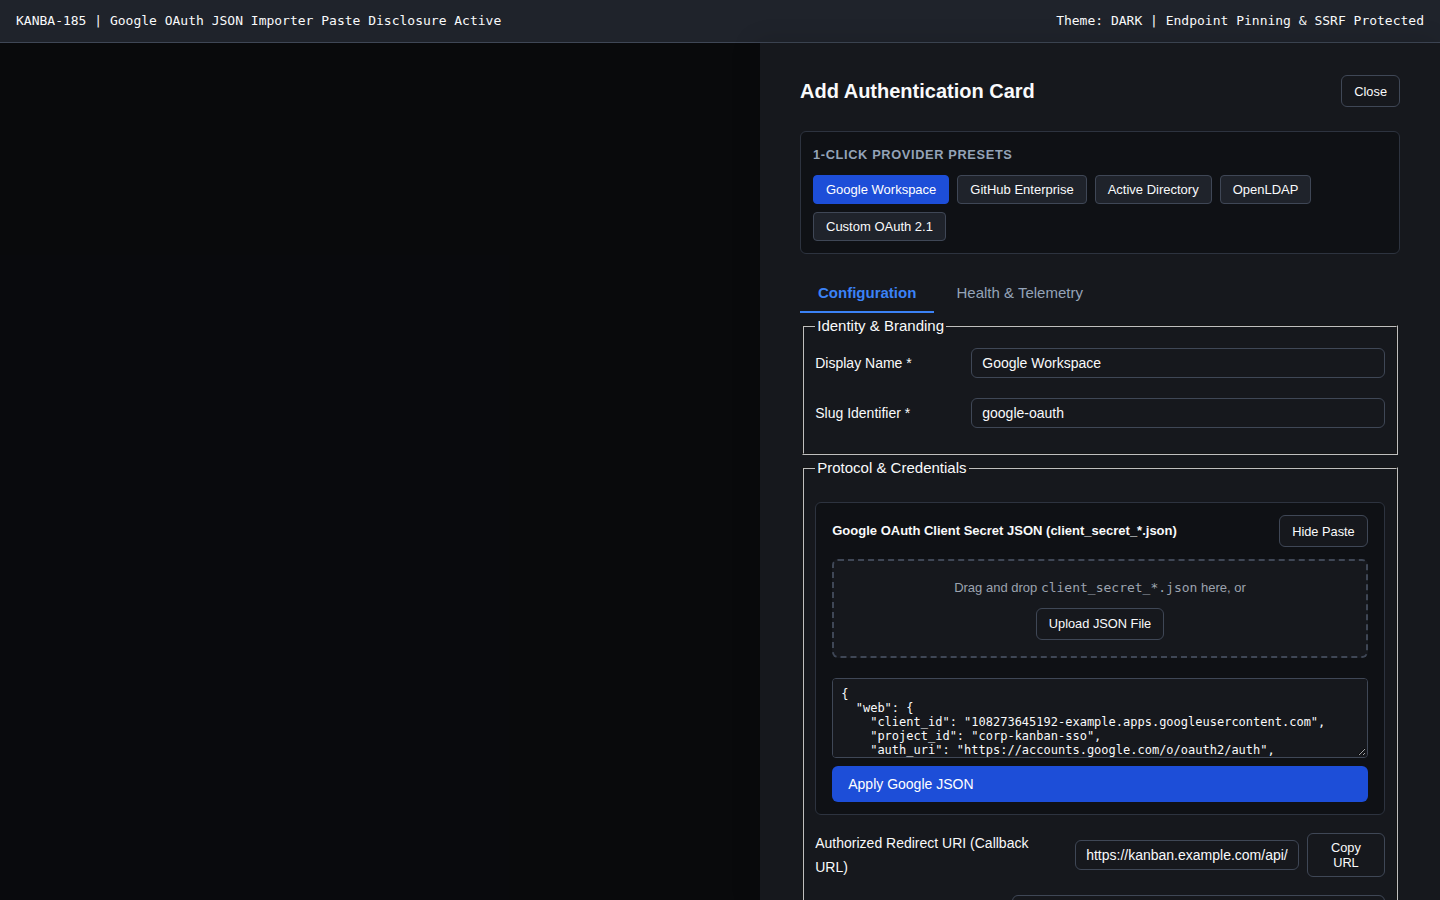 KANBA-185 | Google OAuth JSON Importer Paste Disclosure Active
Theme: DARK | Endpoint Pinning & SSRF Protected
Add Authentication Card
Close
1-CLICK PROVIDER PRESETS
Google Workspace
GitHub Enterprise
Active Directory
OpenLDAP
Custom OAuth 2.1
Configuration
Health & Telemetry
Identity & Branding
Display Name *
Google Workspace
Slug Identifier *
google-oauth
Protocol & Credentials
Google OAuth Client Secret JSON (client_secret_*.json)
Hide Paste
Drag and drop client_secret_*.json here, or
Upload JSON File
{
  "web": {
    "client_id": "108273645192-example.apps.googleusercontent.com",
    "project_id": "corp-kanban-sso",
    "auth_uri": "https://accounts.google.com/o/oauth2/auth",
Apply Google JSON
Authorized Redirect URI (Callback
URL)
https://kanban.example.com/api/
Copy
URL